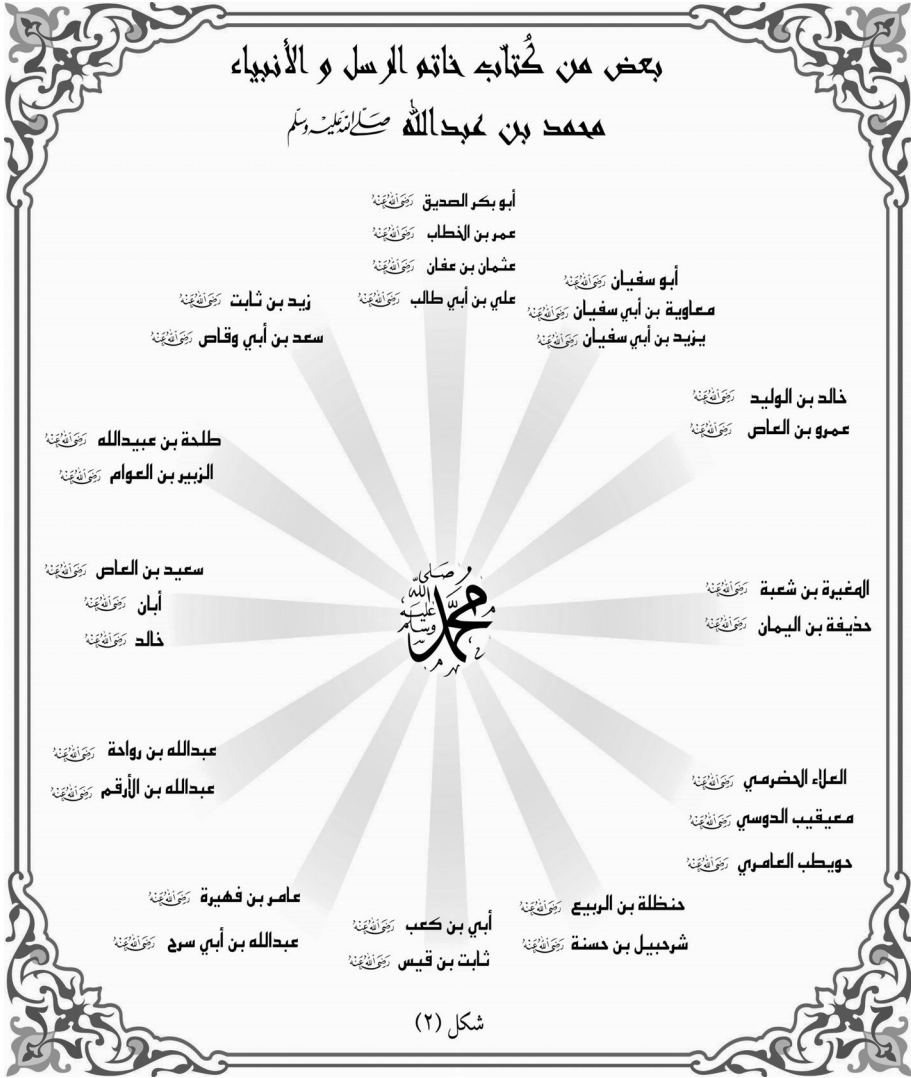 بعض من كُتّاب خاتم الرسل و الأنبياء
محمد بن عبدالله صلى الله عليه وسلم
أبو بكر الصديق رضي الله عنه
عمر بن الخطاب رضي الله عنه
عثمان بن عفان رضي الله عنه
علي بن أبي طالب رضي الله عنه
أبو سفيان رضي الله عنه
معاوية بن أبي سفيان رضي الله عنه
يزيد بن أبي سفيان رضي الله عنه
زيد بن ثابت رضي الله عنه
سعد بن أبي وقاص رضي الله عنه
خالد بن الوليد رضي الله عنه
عمرو بن العاص رضي الله عنه
طلحة بن عبيدالله رضي الله عنه
الزبير بن العوام رضي الله عنه
المغيرة بن شعبة رضي الله عنه
حذيفة بن اليمان رضي الله عنه
محمد صلى الله عليه وسلم
سعيد بن العاص رضي الله عنه
أبان رضي الله عنه
خالد رضي الله عنه
العلاء الحضرمي رضي الله عنه
معيقيب الدوسي رضي الله عنه
حويطب العامري رضي الله عنه
عبدالله بن رواحة رضي الله عنه
عبدالله بن الأرقم رضي الله عنه
حنظلة بن الربيع رضي الله عنه
شرحبيل بن حسنة رضي الله عنه
أبي بن كعب رضي الله عنه
ثابت بن قيس رضي الله عنه
عامر بن فهيرة رضي الله عنه
عبدالله بن أبي سرح رضي الله عنه
شكل (٢)